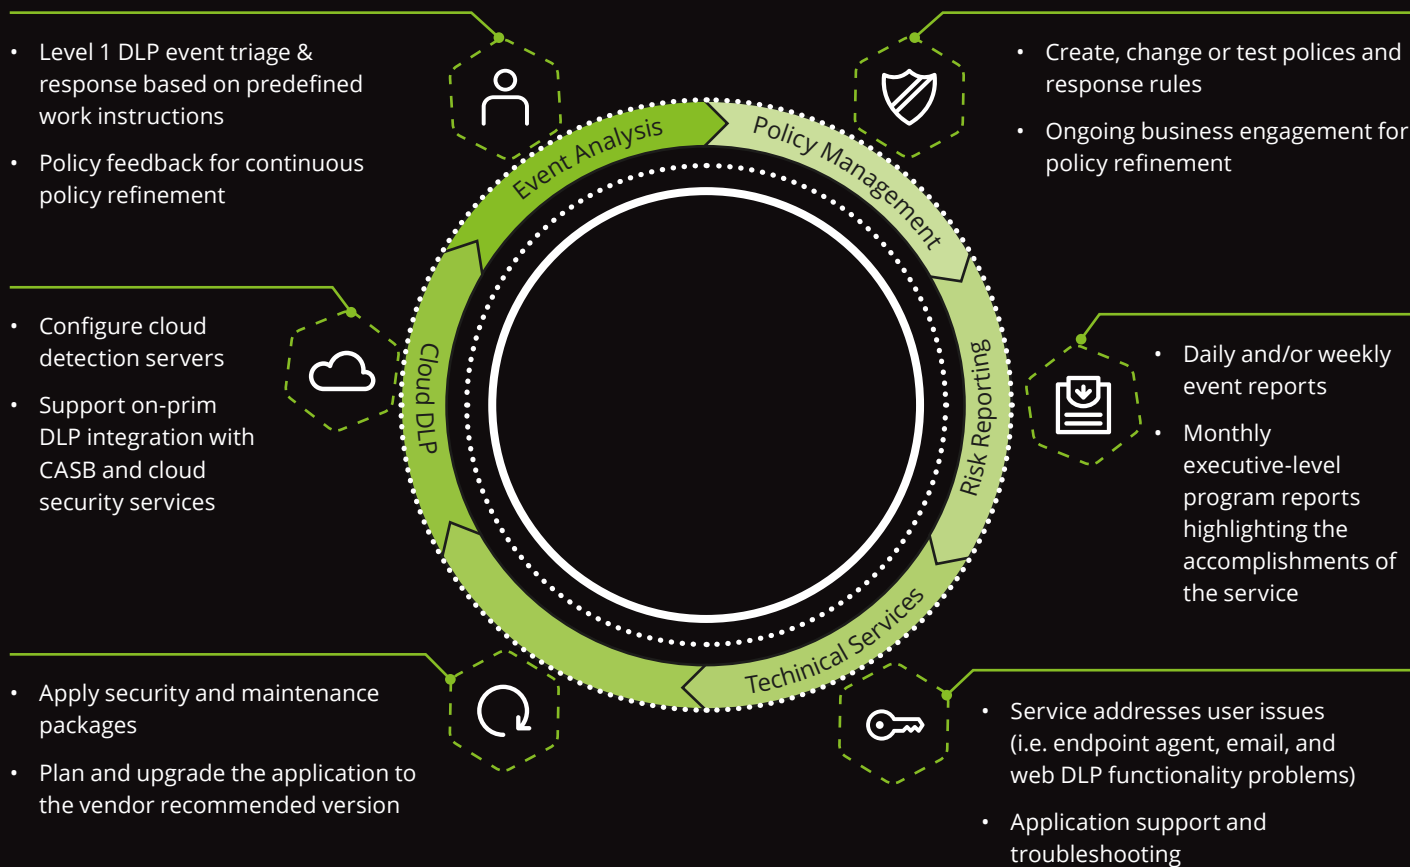 • Level 1 DLP event triage &
response based on predefined
work instructions
• Policy feedback for continuous
policy refinement
• Create, change or test polices and
response rules
• Ongoing business engagement for
policy refinement
Event Analysis
Policy Management
• Configure cloud
detection servers
• Support on-prim
DLP integration with
CASB and cloud
security services
Cloud DLP
Risk Reporting
• Daily and/or weekly
event reports
• Monthly
executive-level
program reports
highlighting the
accomplishments of
the service
Techinical Services
• Apply security and maintenance
packages
• Plan and upgrade the application to
the vendor recommended version
• Service addresses user issues
(i.e. endpoint agent, email, and
web DLP functionality problems)
• Application support and
troubleshooting